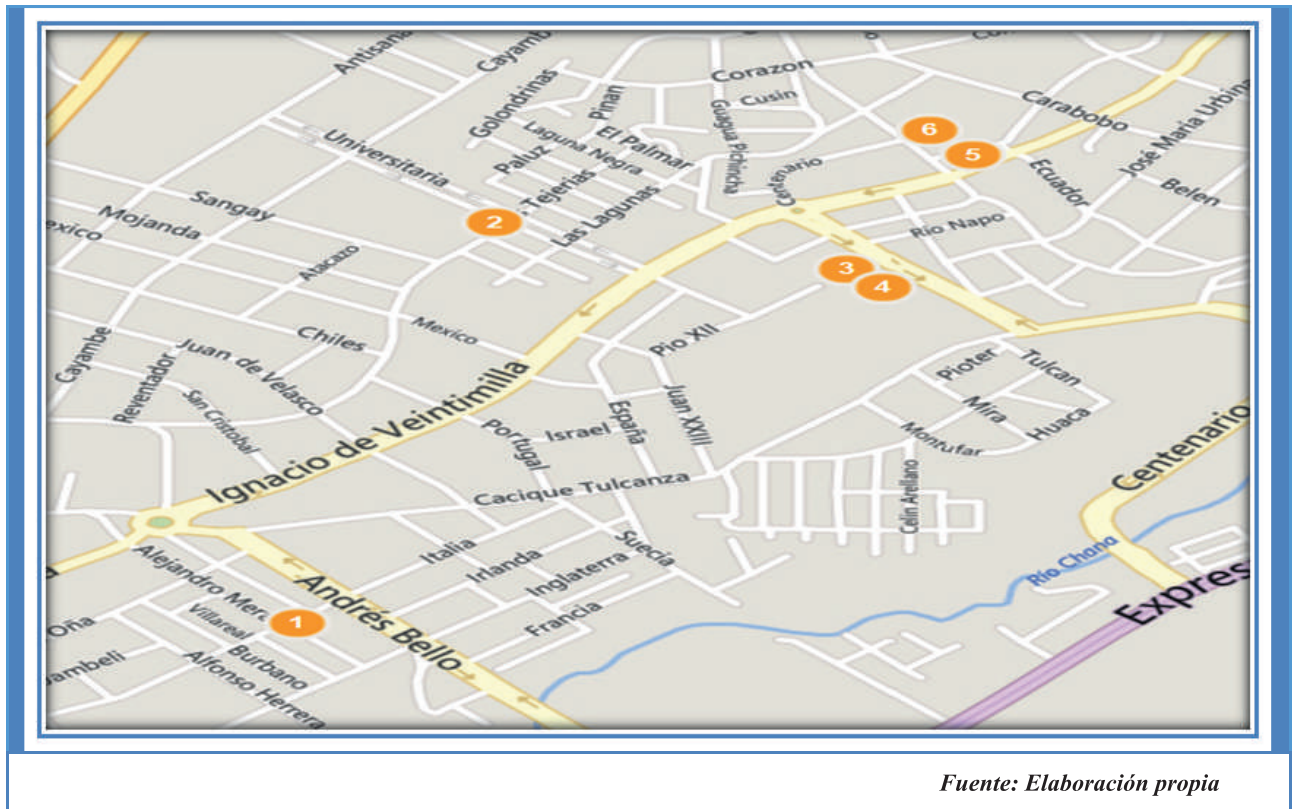 Antisana
Cayamb
Corazon
Cusin
Carabobo
José Maria Urbina
Golondrinas
Pinan
Guagua Pichincha
6
5
Universitaria
Laguna Negra
El Palmar
Paluz
Centenario
Ecuador
Belen
Sangay
Tejerias
2
Las Lagunas
Rio Napo
Mojanda
exico
Atacazo
3
4
Mexico
Pio XII
Chiles
Cayambe
Juan de Velasco
Reventador
San Cristobal
Ignacio de Veintimilla
España
Juan XXIII
Pioter
Tulcan
Mira
Huaca
Montufar
Portugal
Israel
Centenario
Cacique Tulcanza
Celin Arellano
Italia
Irlanda
Suecia
Inglaterra
Francia
Río Chana
Expres
a
Alejandro Mera
Andrés Bello
Oña
Villareal
1
Burbano
Jambeli
Alfonso Herrera
Fuente: Elaboración propia